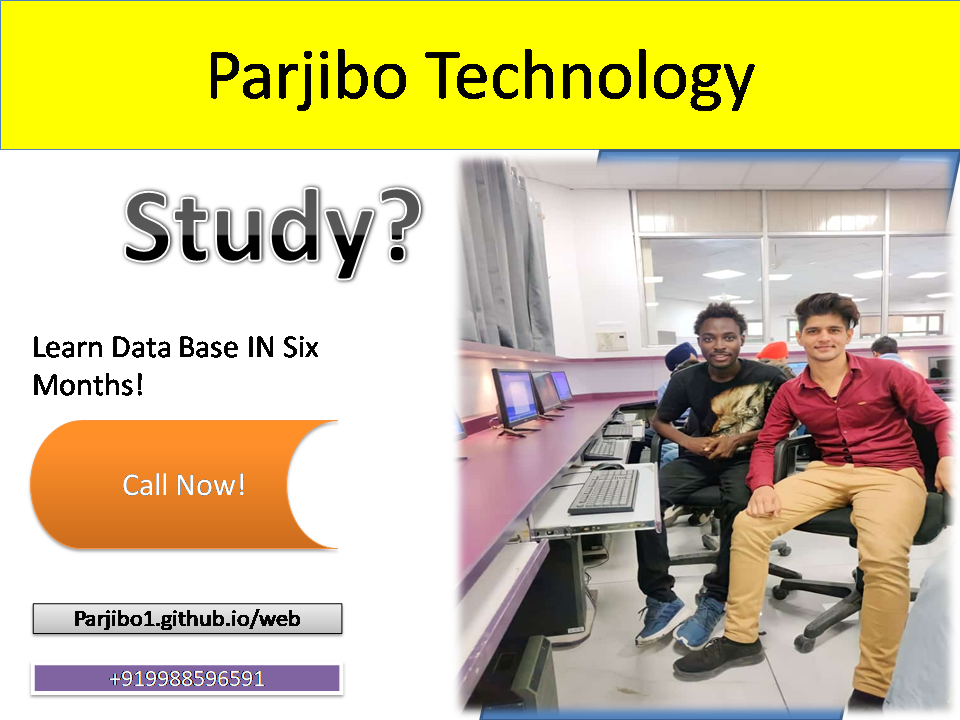 Parjibo Technology
Study?
Learn Data Base IN Six
Months!
Call Now!
Parjibo1.github.io/web
+919988596591